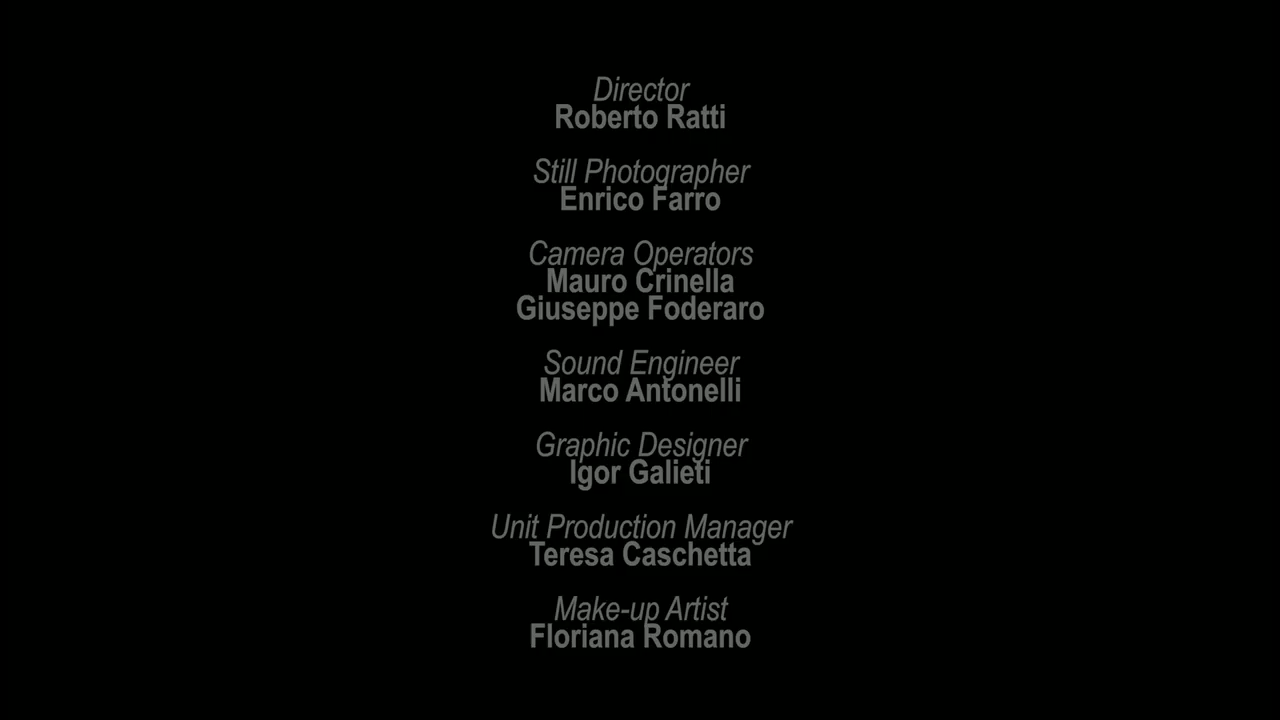 Director
Roberto Ratti
Still Photographer
Enrico Farro
Camera Operators
Mauro Crinella
Giuseppe Foderaro
Sound Engineer
Marco Antonelli
Graphic Designer
Igor Galieti
Unit Production Manager
Teresa Caschetta
Make-up Artist
Floriana Romano